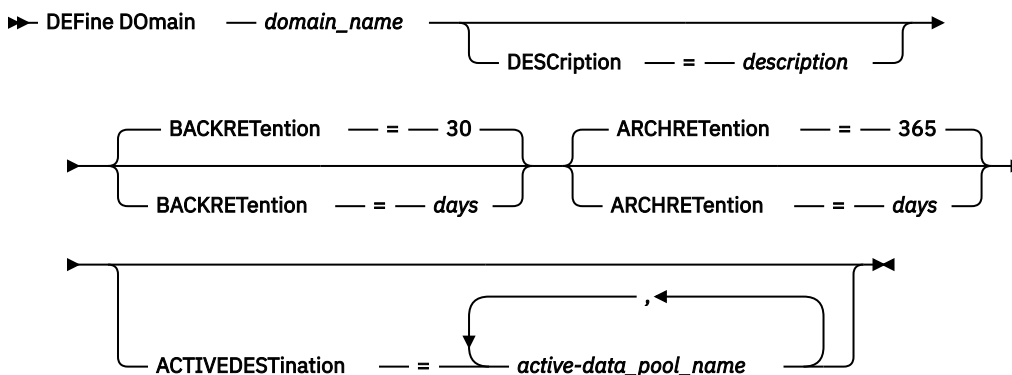 DEFine DOmain domain_name
DESCription = description
BACKRETention = 30 ARCHRETention = 365
BACKRETention = days ARCHRETention = days
,
ACTIVEDESTination = active-data_pool_name